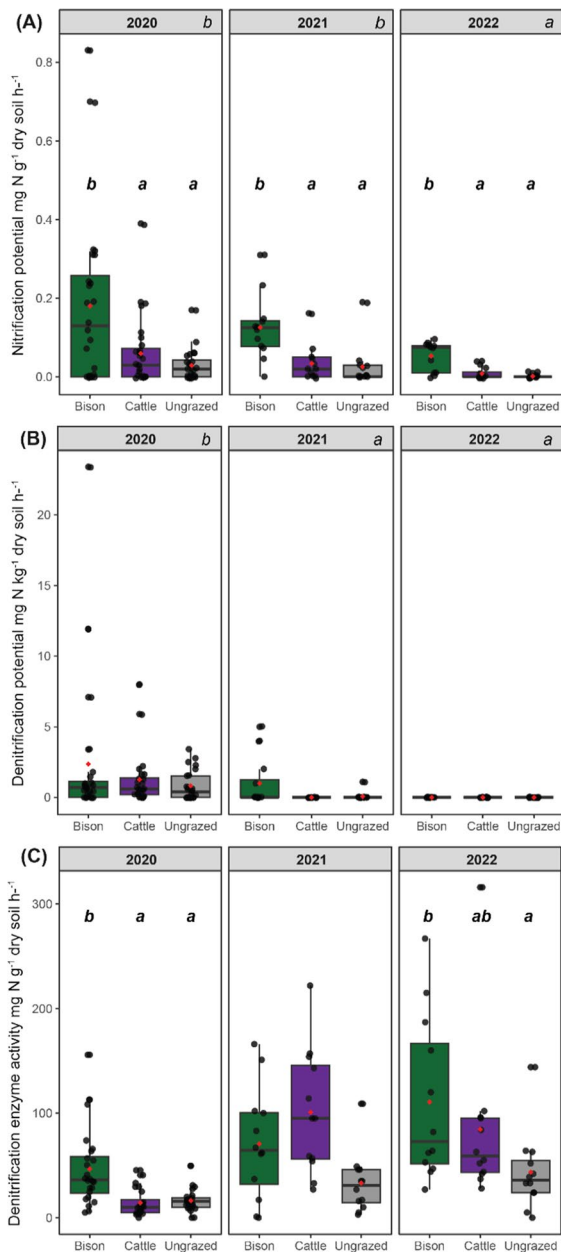 (A)
2020 b
2021 b
2022 a
Nitrification potential mg N g-1 dry soil h-1
0.8
0.6
0.4
0.2
0.0
b a a
b a a
b a a
Bison Cattle Ungrazed
Bison Cattle Ungrazed
Bison Cattle Ungrazed
(B)
2020 b
2021 a
2022 a
Denitrification potential mg N kg-1 dry soil h-1
20
15
10
5
0
Bison Cattle Ungrazed
Bison Cattle Ungrazed
Bison Cattle Ungrazed
(C)
2020
2021
2022
Denitrification enzyme activity mg N g-1 dry soil h-1
300
200
100
0
b a a
b ab a
Bison Cattle Ungrazed
Bison Cattle Ungrazed
Bison Cattle Ungrazed